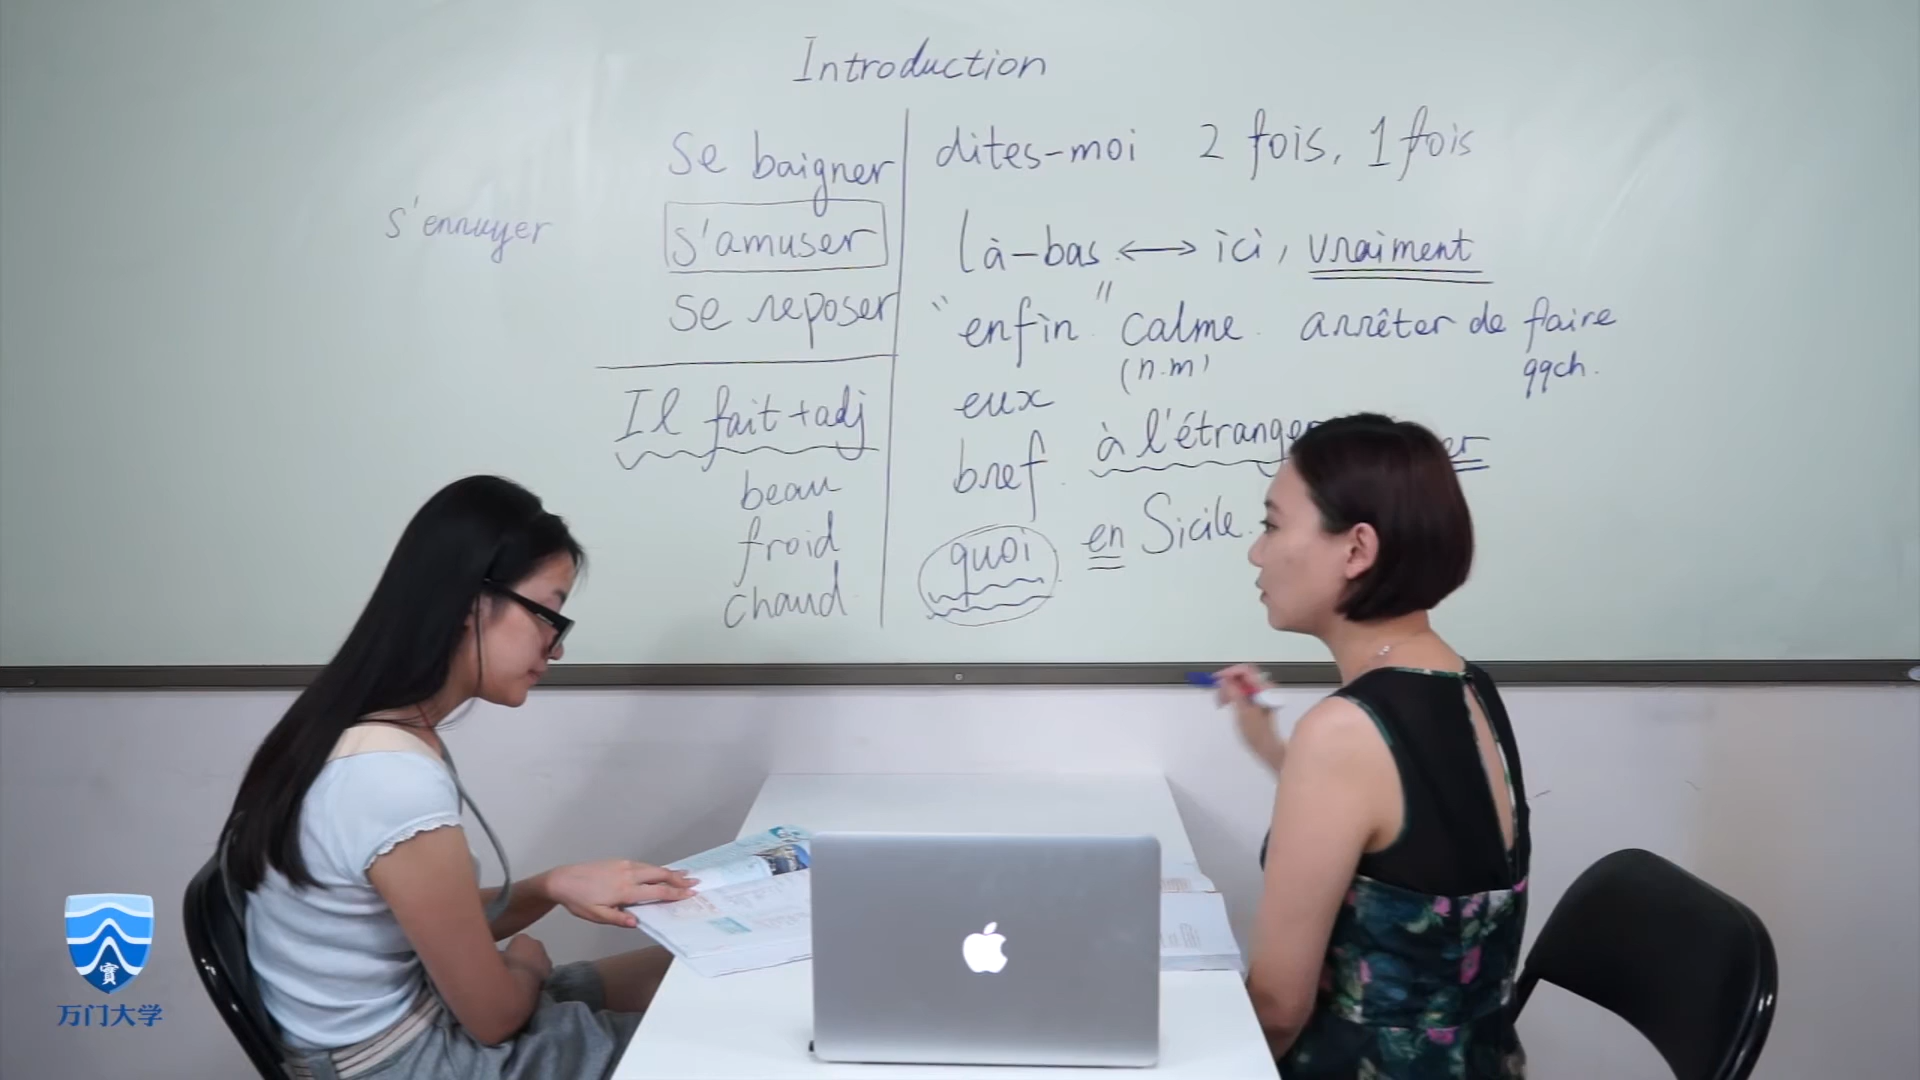 Introduction
se baigner
s'ennuyer
s'amuser
se reposer
Il fait + adj
beau
froid
chaud
dites-moi 2 fois, 1 fois
là-bas ↔ ici, vraiment
"enfin" calme. arrêter de faire
(n.m) qqch.
eux
bref. à l'étranger
quoi en Sicile.
實
万门大学